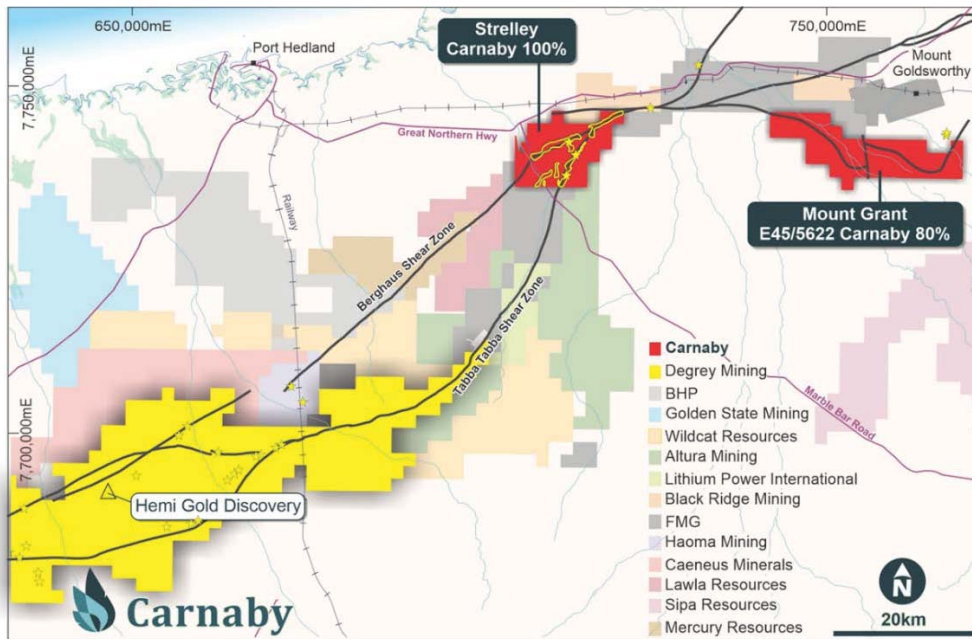 650,000mE
750,000mE
Port Hedland
Strelley
Carnaby 100%
Mount
Goldsworthy
7,750,000mN
Great Northern Hwy
Railway
Mount Grant
E45/5622 Carnaby 80%
Berghaus Shear Zone
Tabba Tabba Shear Zone
Marble Bar Road
7,700,000mN
Hemi Gold Discovery
Carnaby
Degrey Mining
BHP
Golden State Mining
Wildcat Resources
Altura Mining
Lithium Power International
Black Ridge Mining
FMG
Haoma Mining
Caeneus Minerals
Lawla Resources
Sipa Resources
Mercury Resources
N
20km
Carnaby